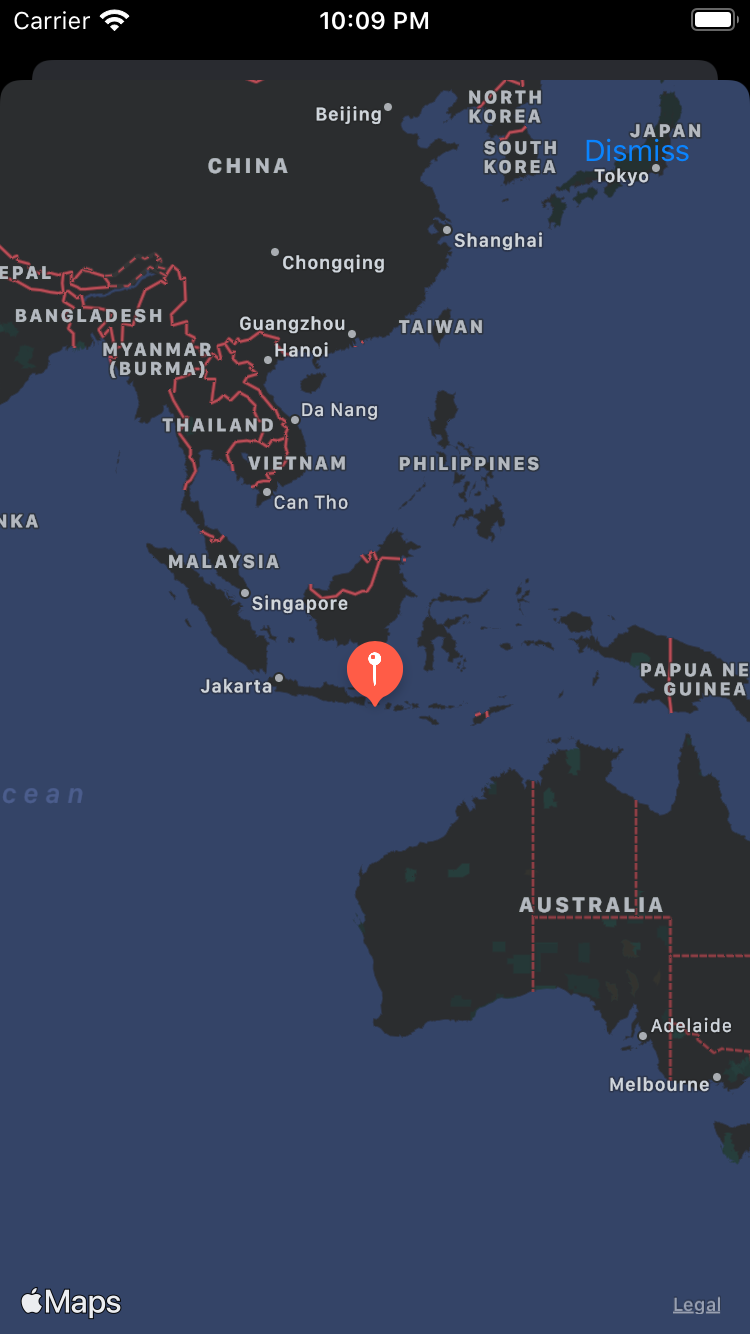 Carrier
10:09 PM
NORTH
KOREA
Beijing
JAPAN
SOUTH
KOREA
Dismiss
CHINA
Tokyo
Shanghai
Chongqing
EPAL
BANGLADESH
Guangzhou
TAIWAN
MYANMAR
(BURMA)
Hanoi
Da Nang
THAILAND
VIETNAM
PHILIPPINES
Can Tho
NKA
MALAYSIA
Singapore
PAPUA NE
GUINEA
Jakarta
cean
AUSTRALIA
Adelaide
Melbourne
Maps
Legal